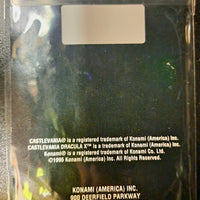 CASTLEVANIA® is a registered trademark of Konami (America) Inc.
CASTLEVANIA DRACULA X™ is a trademark of Konami (America) Inc.
Konami® is a registered trademark of Konami Co. Ltd.
©1995 Konami (America) Inc. All Rights Reserved.
KONAMI (AMERICA) INC.
900 DEERFIELD PARKWAY